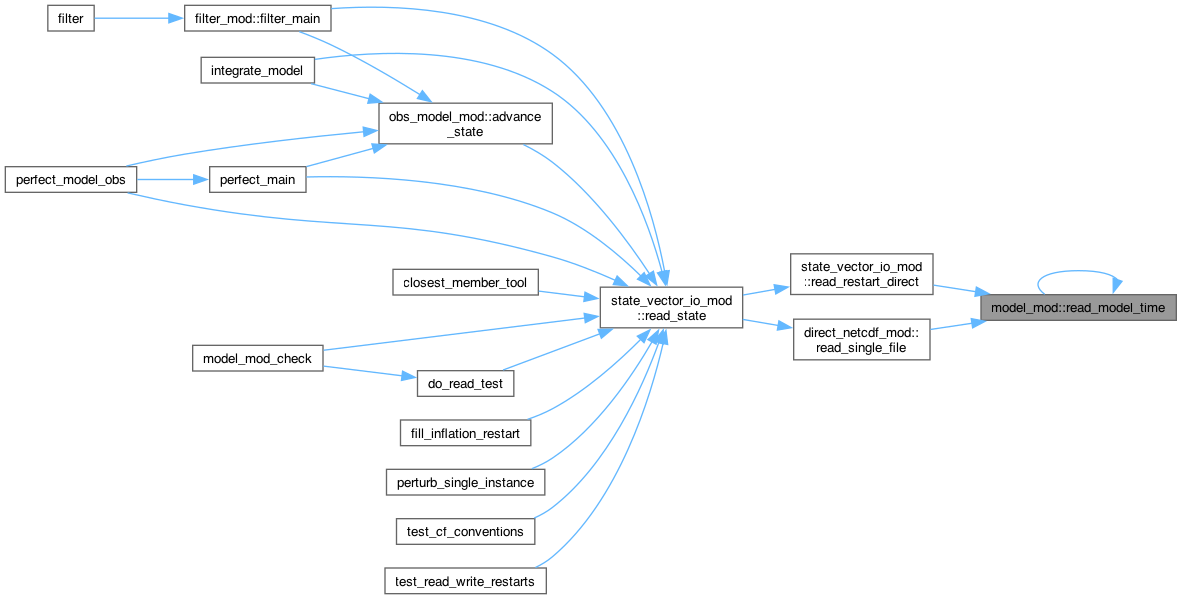 filter
filter_mod::filter_main
integrate_model
obs_model_mod::advance
_state
perfect_model_obs
perfect_main
closest_member_tool
state_vector_io_mod
::read_state
state_vector_io_mod
::read_restart_direct
model_mod::read_model_time
direct_netcdf_mod::
read_single_file
model_mod_check
do_read_test
fill_inflation_restart
perturb_single_instance
test_cf_conventions
test_read_write_restarts